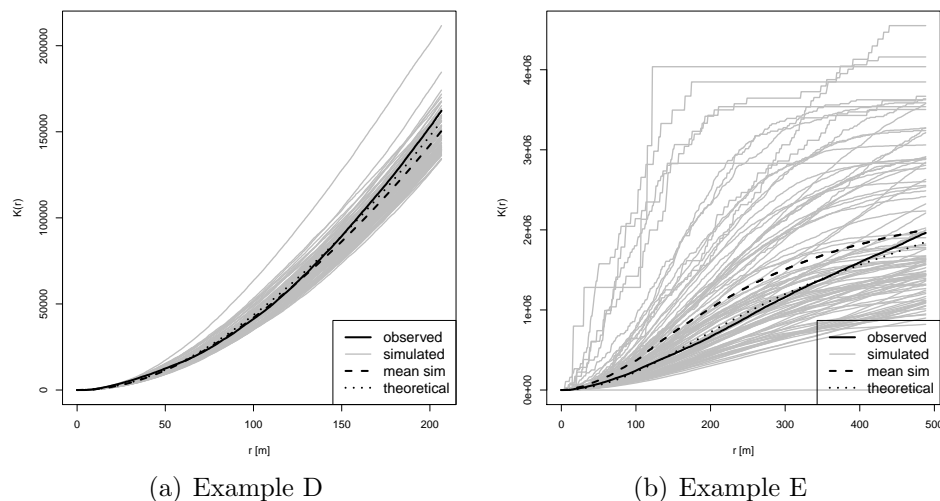 200000
150000
100000
50000
0
K(r)
0 50 100 150 200
r [m]
observed
simulated
mean sim
theoretical
4e+06
3e+06
2e+06
1e+06
0e+00
K(r)
0 100 200 300 400 500
r [m]
observed
simulated
mean sim
theoretical
(a) Example D
(b) Example E